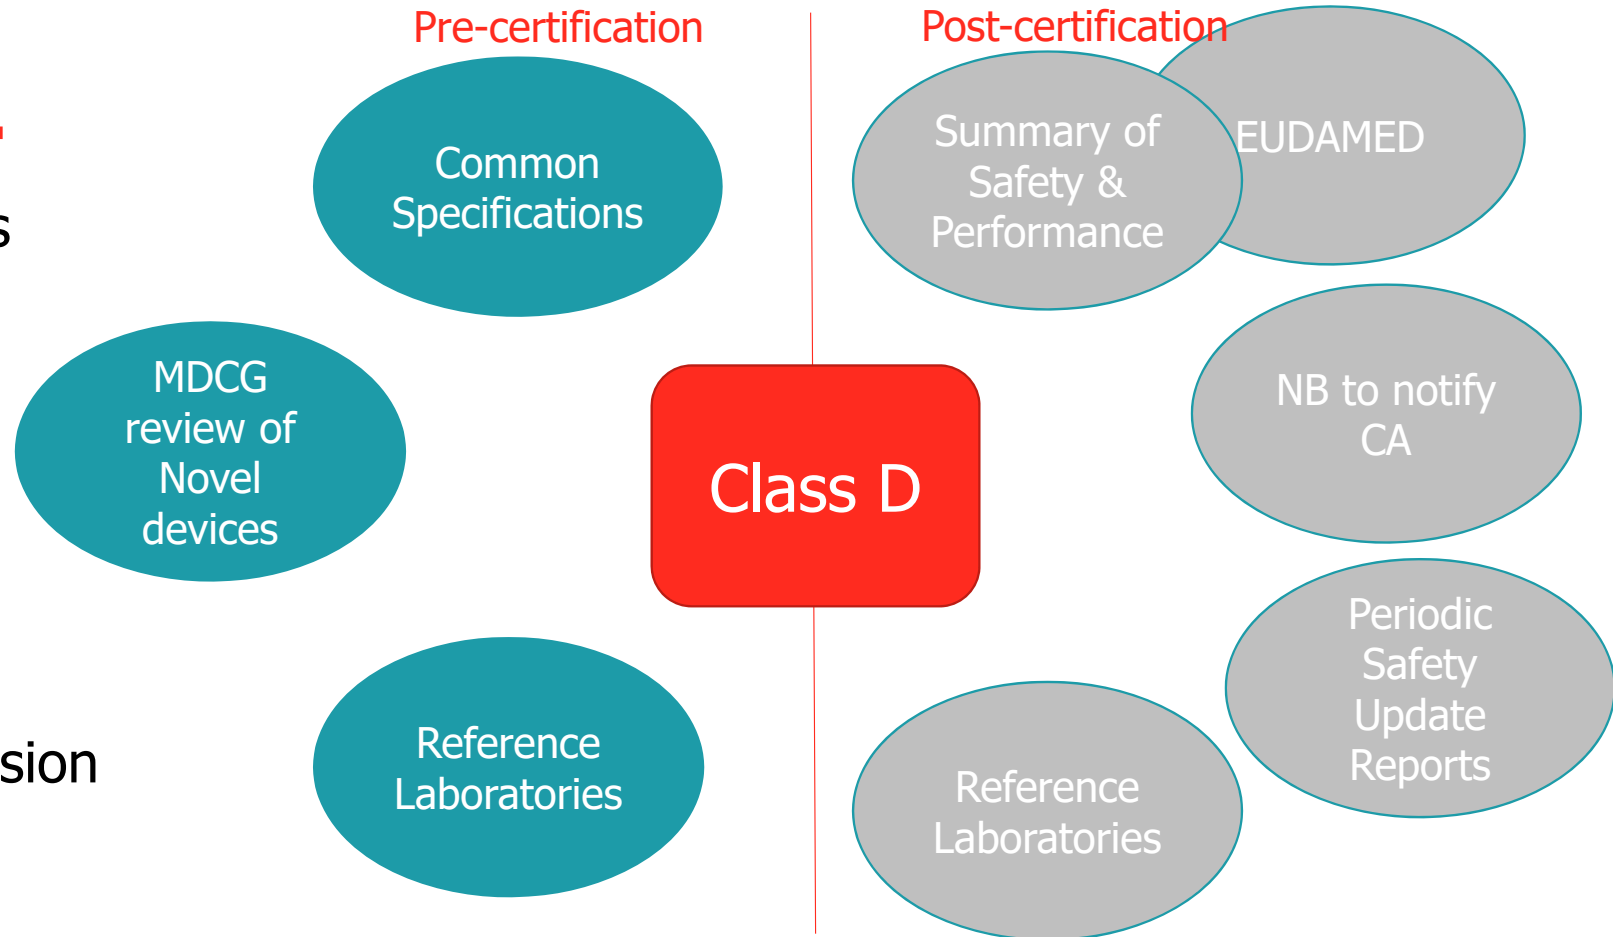 Pre-certification
Post-certification
Common
Specifications
Summary of
Safety &
Performance
EUDAMED
MDCG
review of
Novel
devices
Class D
NB to notify
CA
Reference
Laboratories
Periodic
Safety
Update
Reports
Reference
Laboratories